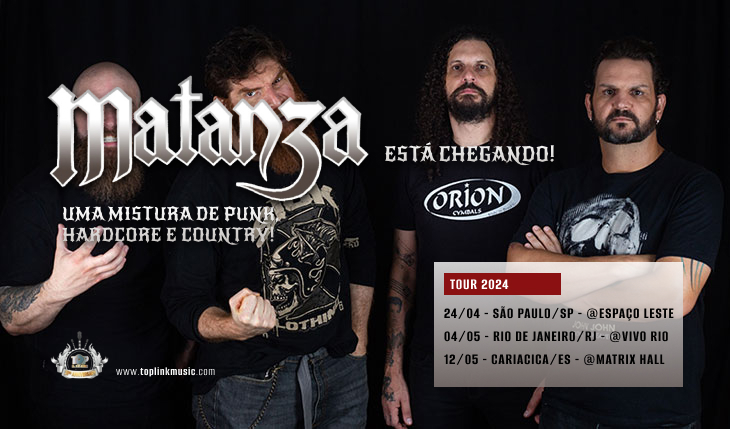 Matanza
ESTÁ CHEGANDO!
UMA MISTURA DE PUNK,
HARDCORE E COUNTRY!
ORION
CYMBALS
TOUR 2024
24/04 - SÃO PAULO/SP - @ESPAÇO LESTE
04/05 - RIO DE JANEIRO/RJ - @VIVO RIO
12/05 - CARIACICA/ES - @MATRIX HALL
www.toplinkmusic.com